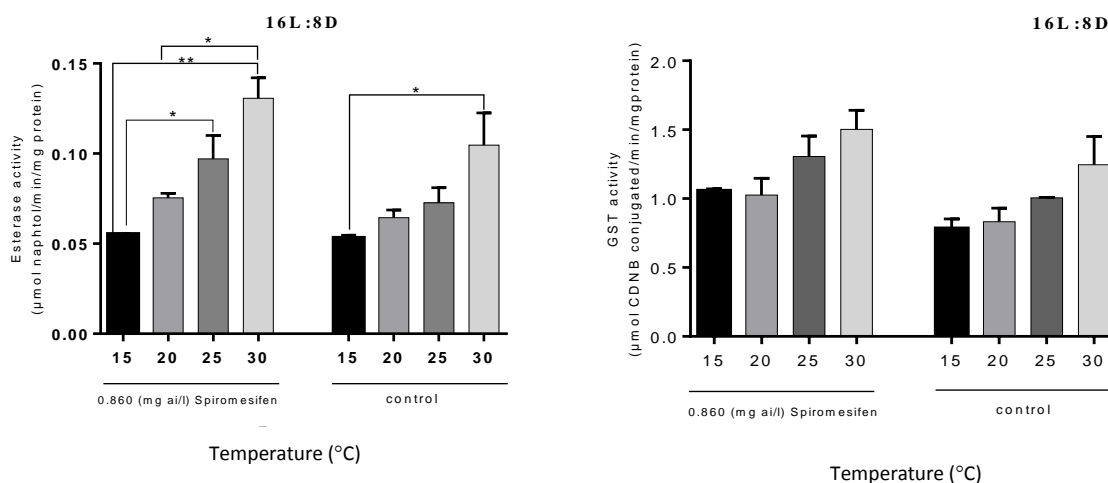 16L:8D
*
**
*
*
0.15
0.10
0.05
0.00
Esterase activity
(µmol naphtol/min/mg protein)
15 20 25 30 15 20 25 30
0.860 (mg ai/l) Spiromesifen
control
Temperature (°C)
16L:8D
2.0
1.5
1.0
0.5
0.0
GST activity
(µmol CDNB conjugated/min/mgprotein)
15 20 25 30 15 20 25 30
0.860 (mg ai/l) Spiromesifen
control
Temperature (°C)